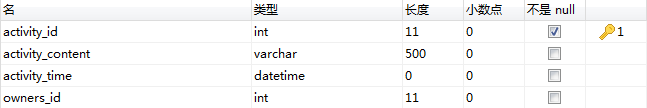 名 类型 长度 小数点 不是 null
activity_id int 11 0 1
activity_content varchar 500 0
activity_time datetime 0 0
owners_id int 11 0